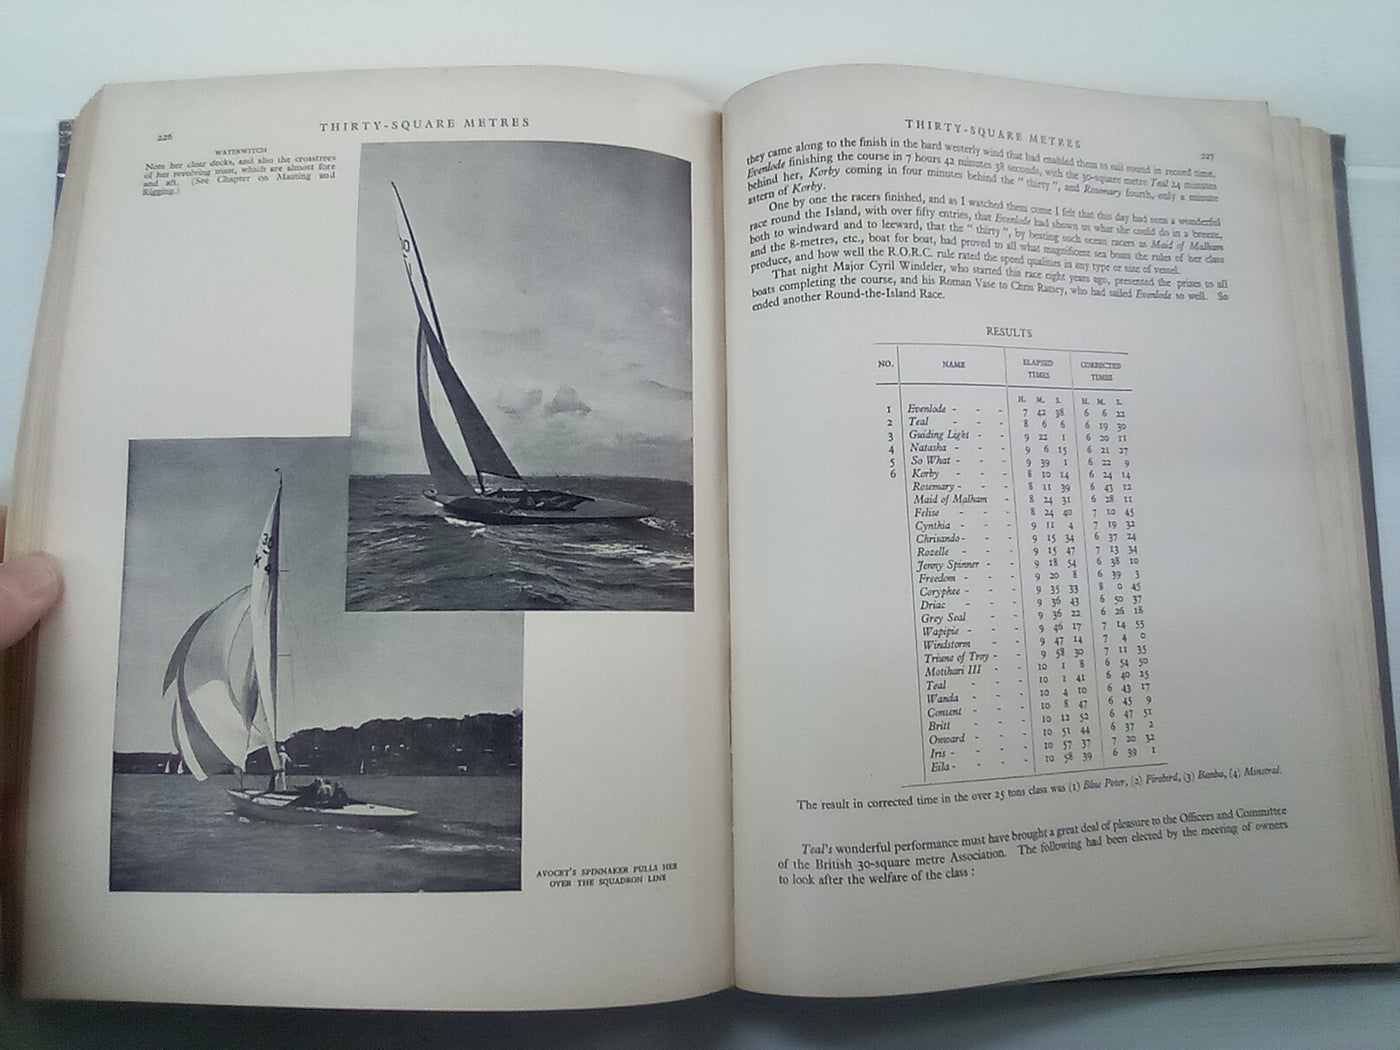 226
THIRTY-SQUARE METRES
WATERWITCH
Note her clear decks, and also the crosstrees
of her revolving mast, which are almost fore
and aft. (See Chapter on Masting and
Rigging.)
30
30
K
4
AVOCET'S SPINNAKER PULLS HER
OVER THE SQUADRON LINE
THIRTY-SQUARE METRES
227
they came along to the finish in the hard westerly wind that had enabled them to sail round in record time,
Evenlode finishing the course in 7 hours 42 minutes 38 seconds, with the 30-square metre Teal 24 minutes
behind her, Korby coming in four minutes behind the " thirty ", and Rosemary fourth, only a minute
astern of Korby.
One by one the racers finished, and as I watched them come I felt that this day had seen a wonderful
race round the Island, with over fifty entries, that Evenlode had shown us what she could do in a breeze,
both to windward and to leeward, that the " thirty ", by beating such ocean racers as Maid of Malham
and the 8-metres, etc., boat for boat, had proved to all what magnificent sea boats the rules of her class
produce, and how well the R.O.R.C. rule rated the speed qualities in any type or size of vessel.
That night Major Cyril Windeler, who started this race eight years ago, presented the prizes to all
boats completing the course, and his Roman Vase to Chris Ratsey, who had sailed Evenlode so well. So
ended another Round-the-Island Race.
RESULTS
NO. NAME ELAPSED TIMES CORRECTED TIMES
H. M. S. H. M. S.
1 Evenlode - - - 7 42 38 6 6 22
2 Teal - - - 8 6 6 6 19 30
3 Guiding Light - - 9 22 1 6 20 11
4 Natasha - - - 9 6 15 6 21 27
5 So What - - - 9 39 1 6 22 9
6 Korby - - - 8 10 14 6 24 14
Rosemary - - - 8 11 39 6 43 12
Maid of Malham - 8 24 31 6 28 11
Felise - - - 8 24 40 7 10 45
Cynthia - - - 9 11 4 7 19 32
Chrisando - - - 9 15 34 6 37 24
Rozelle - - - 9 15 47 7 13 34
Jenny Spinner - - 9 18 54 6 38 10
Freedom - - - 9 20 8 6 39 3
Coryphee - - - 9 35 33 8 0 45
Driac - - - 9 36 43 6 50 37
Grey Seal - - 9 36 22 6 26 18
Wapipie - - - 9 46 17 7 14 55
Windstorm - - 9 47 14 7 4 0
Triune of Troy - - 9 58 30 7 11 35
Motihari III - - 10 1 8 6 54 50
Teal - - - 10 1 41 6 40 25
Wanda - - - 10 4 10 6 43 17
Consent - - - 10 8 47 6 45 9
Britt - - - 10 12 52 6 47 51
Onward - - - 10 51 44 6 37 2
Iris - - - 10 57 37 7 20 32
Eila - - - 10 58 39 6 39 1
The result in corrected time in the over 25 tons class was (1) Blue Peter, (2) Firebird, (3) Bamba, (4) Minstral.
Teal's wonderful performance must have brought a great deal of pleasure to the Officers and Committee
of the British 30-square metre Association. The following had been elected by the meeting of owners
to look after the welfare of the class :